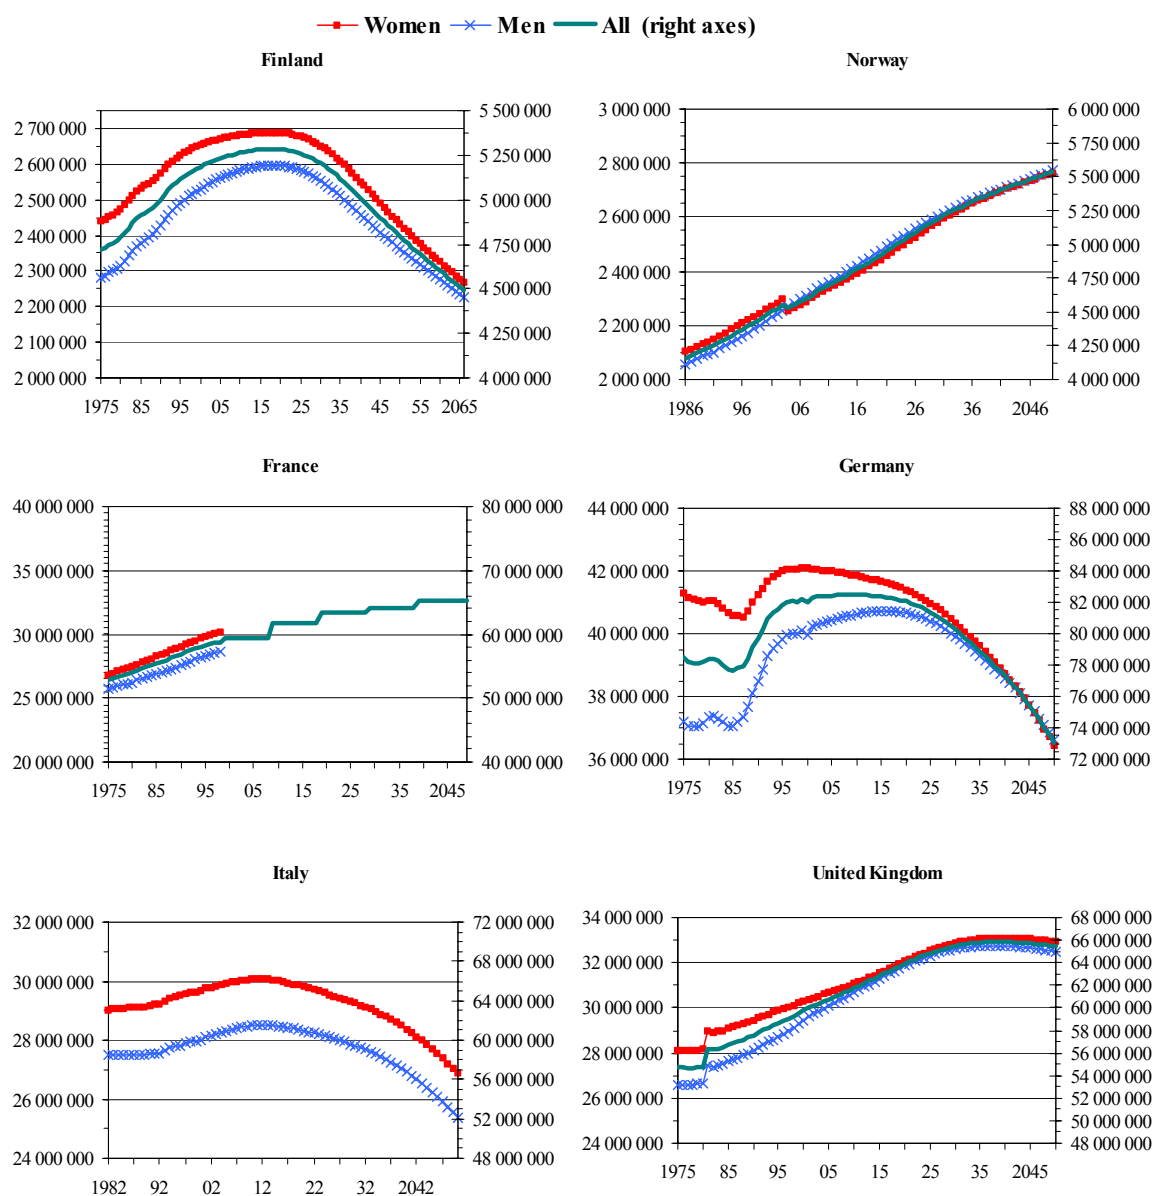 Women Men All (right axes)
Finland Norway
5 500 000 3 000 000 6 000 000
2 700 000 5 250 000 5 750 000
2 600 000 2 800 000 5 500 000
2 500 000 5 000 000 2 600 000 5 250 000
2 400 000 4 750 000 5 000 000
2 300 000 4 500 000 2 400 000 4 750 000
2 200 000 4 500 000
2 100 000 4 250 000 2 200 000 4 250 000
2 000 000 4 000 000 2 000 000 4 000 000
1975 85 95 05 15 25 35 45 55 2065 1986 96 06 16 26 36 2046
France Germany
40 000 000 80 000 000 44 000 000 88 000 000
86 000 000
35 000 000 70 000 000 42 000 000 84 000 000
82 000 000
30 000 000 60 000 000 40 000 000 80 000 000
78 000 000
25 000 000 50 000 000 38 000 000 76 000 000
74 000 000
20 000 000 40 000 000 36 000 000 72 000 000
1975 85 95 05 15 25 35 2045 1975 85 95 05 15 25 35 2045
Italy United Kingdom
32 000 000 72 000 000 34 000 000 68 000 000
68 000 000 66 000 000
30 000 000 64 000 000 32 000 000 64 000 000
62 000 000
60 000 000 30 000 000 60 000 000
28 000 000 58 000 000
56 000 000 28 000 000 56 000 000
26 000 000 54 000 000
52 000 000 26 000 000 52 000 000
50 000 000
24 000 000 48 000 000 24 000 000 48 000 000
1982 92 02 12 22 32 2042 1975 85 95 05 15 25 35 2045